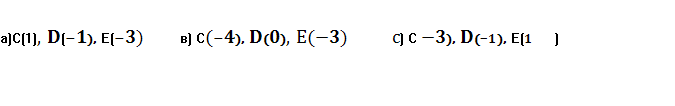 а)С(1), D(−1), E(−3) в) С(−4), D(0), E(−3) С) С −3), D(−1), E(1 )